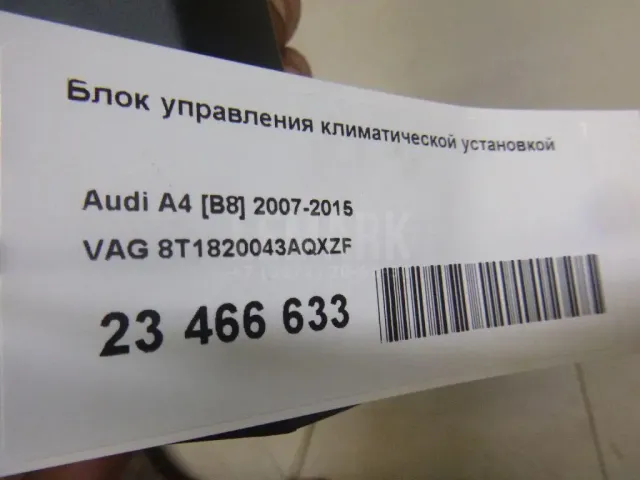 Блок управления климатической установкой
Audi A4 [B8] 2007-2015
VAG 8T1820043AQXZF
23 466 633